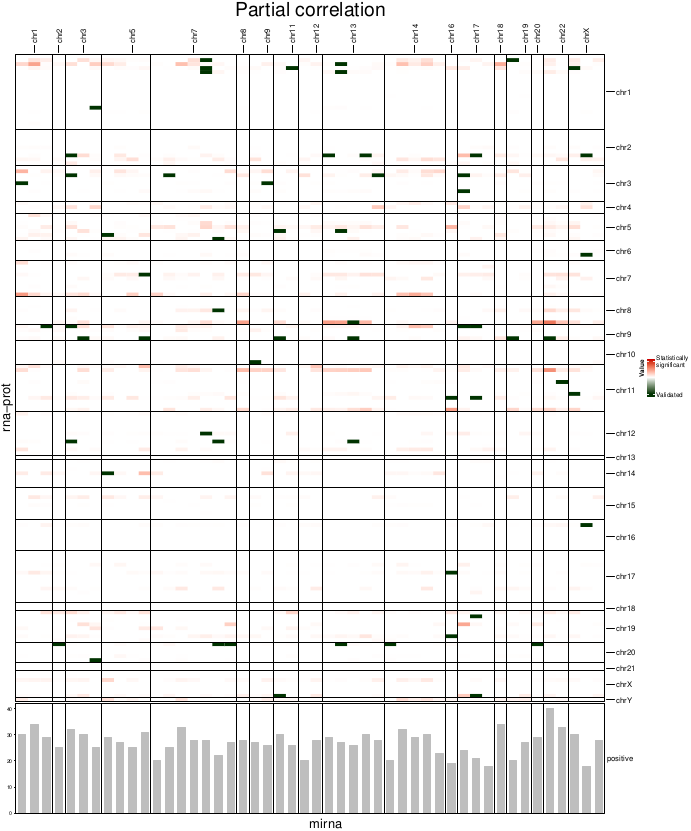 Partial correlation
chr1
chr2
chr3
chr5
chr7
chr8
chr9
chr11
chr12
chr13
chr14
chr16
chr17
chr18
chr19
chr20
chr22
chrX
chr1
chr2
chr3
chr4
chr5
chr6
chr7
chr8
chr9
chr10
chr11
chr12
chr13
chr14
chr15
chr16
chr17
chr18
chr19
chr20
chr21
chrX
chrY
rna−prot
Value
Statistically
significant
Validated
40
30
20
10
0
positive
mirna